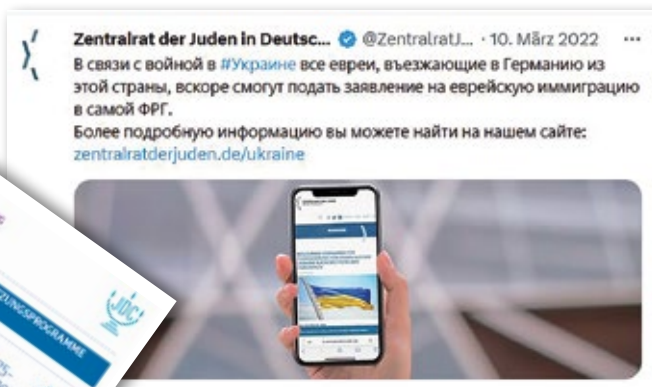 Zentralrat der Juden in Deutsc... @ZentralratJ... · 10. März 2022 ...
В связи с войной в #Украине все евреи, въезжающие в Германию из
этой страны, вскоре смогут подать заявление на еврейскую иммиграцию
в самой ФРГ.
Более подробную информацию вы можете найти на нашем сайте:
zentralratderjuden.de/ukraine
JDC